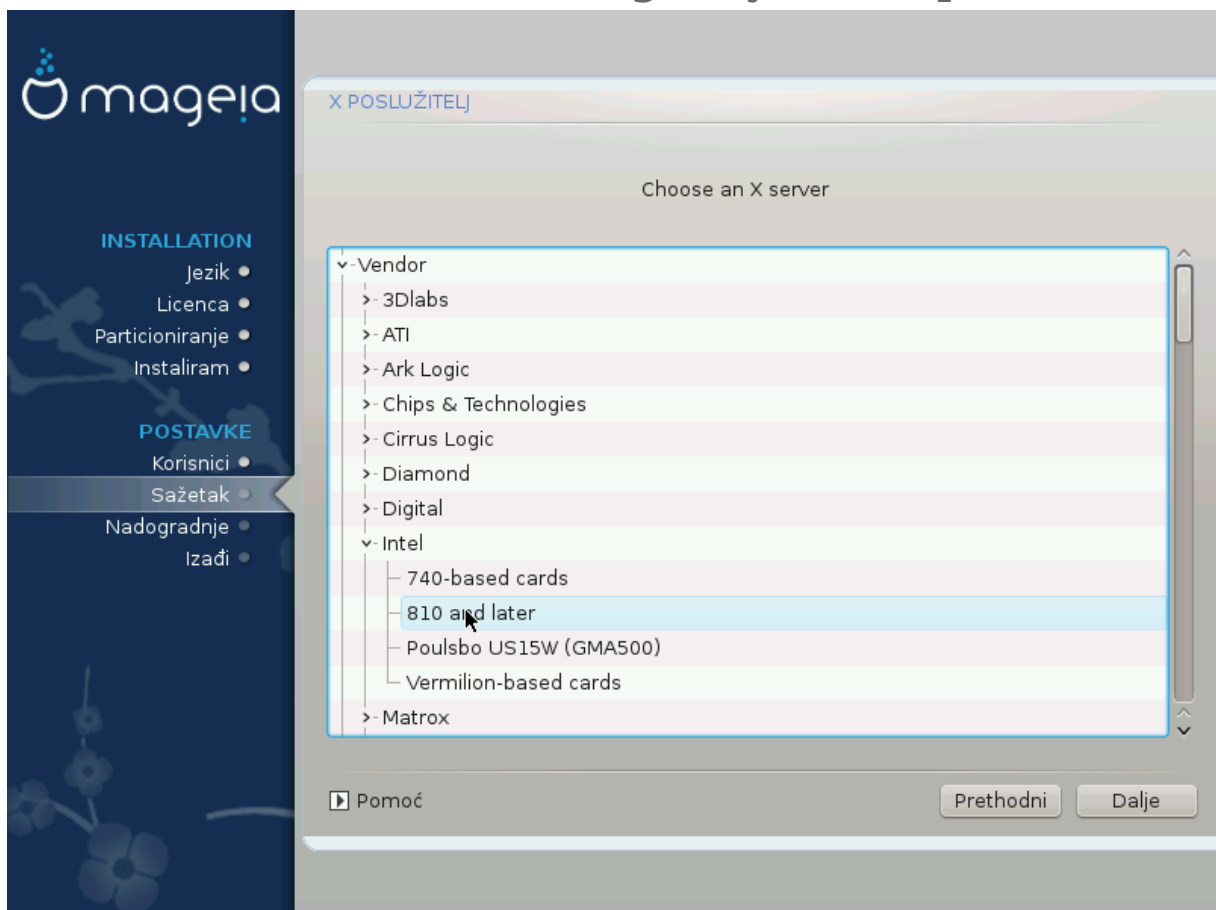 mageia
X POSLUŽITELJ
Choose an X server
INSTALLATION
Jezik
Licenca
Particioniranje
Instaliram
POSTAVKE
Korisnici
Sažetak
Nadogradnje
Izađi
Vendor
3Dlabs
ATI
Ark Logic
Chips & Technologies
Cirrus Logic
Diamond
Digital
Intel
740-based cards
810 and later
Poulsbo US15W (GMA500)
Vermilion-based cards
Matrox
Pomoć
Prethodni
Dalje